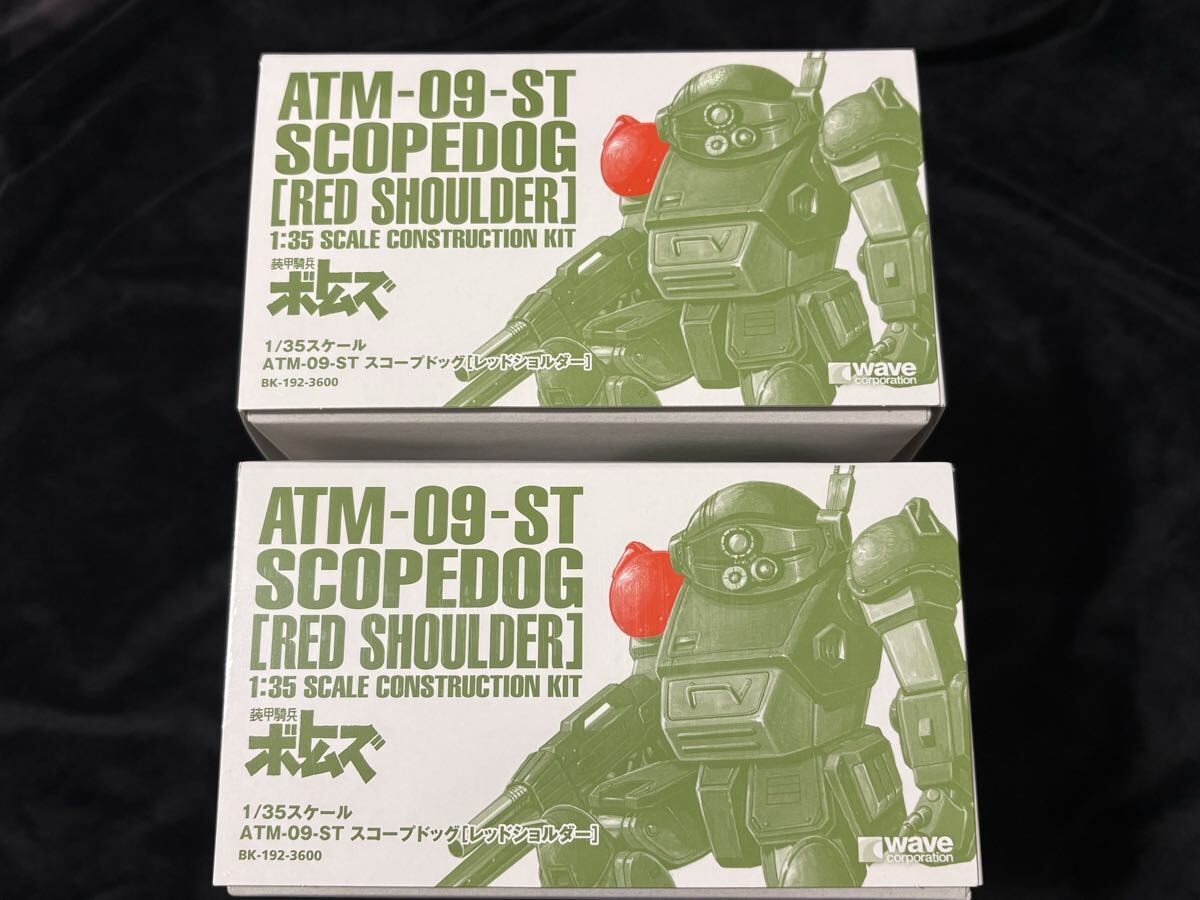 ATM-09-ST
SCOPEDOG
[RED SHOULDER]
1:35 SCALE CONSTRUCTION KIT
装甲騎兵
ボトムズ
1/35スケール
ATM-09-ST スコープドッグ[レッドショルダー]
BK-192-3600
wave
corporation
ATM-09-ST
SCOPEDOG
[RED SHOULDER]
1:35 SCALE CONSTRUCTION KIT
装甲騎兵
ボトムズ
1/35スケール
ATM-09-ST スコープドッグ[レッドショルダー]
BK-192-3600
wave
corporation